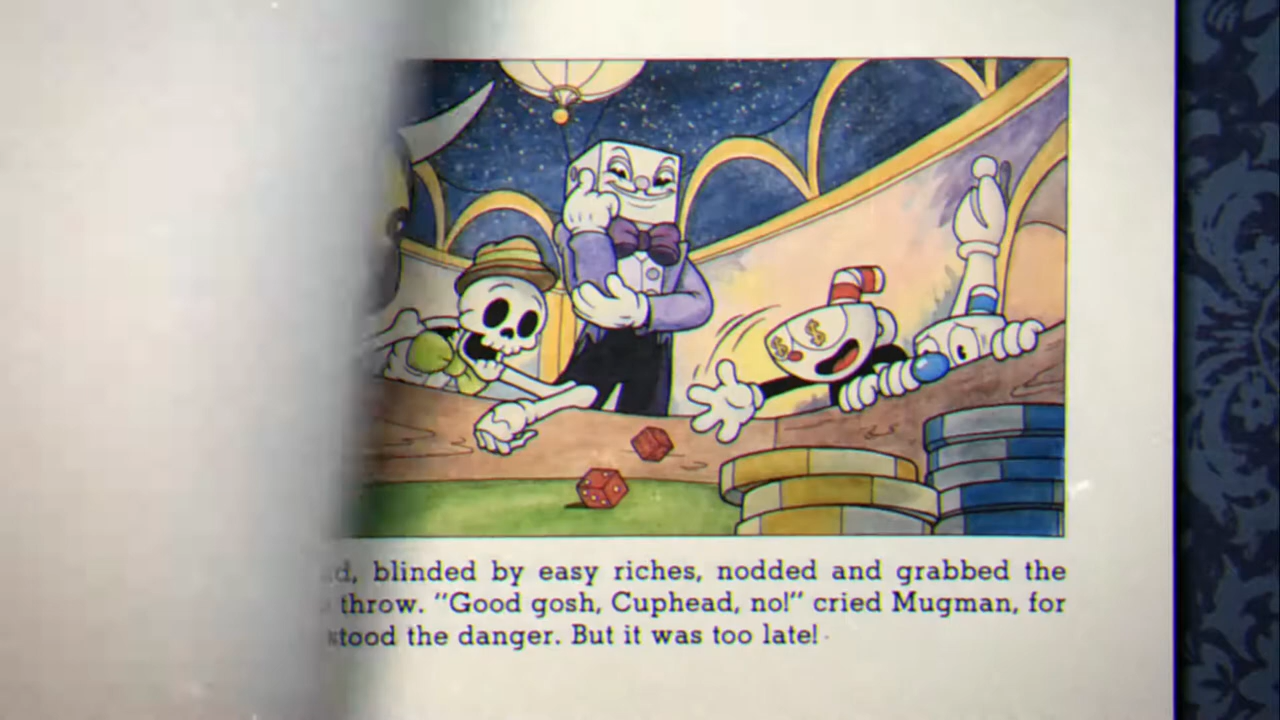 blinded by easy riches, nodded and grabbed the
throw. "Good gosh, Cuphead, no!" cried Mugman, for
the danger. But it was too late!